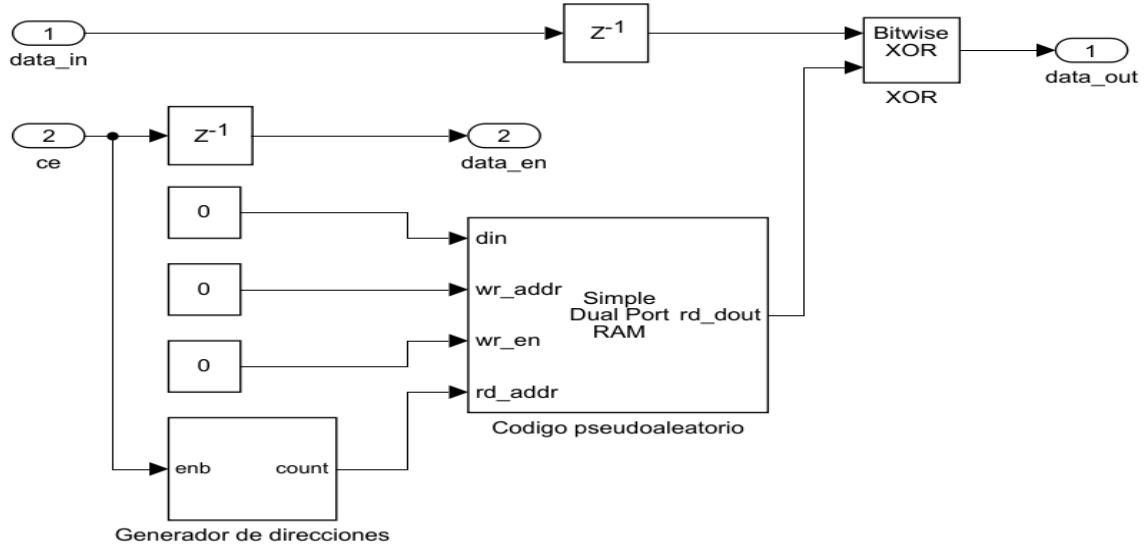 1
data_in
Z-1
Bitwise
XOR
XOR
1
data_out
2
ce
Z-1
2
data_en
0
0
0
din
wr_addr
wr_en
rd_addr
Simple
Dual Port
RAM
rd_dout
Codigo pseudoaleatorio
enb
count
Generador de direcciones